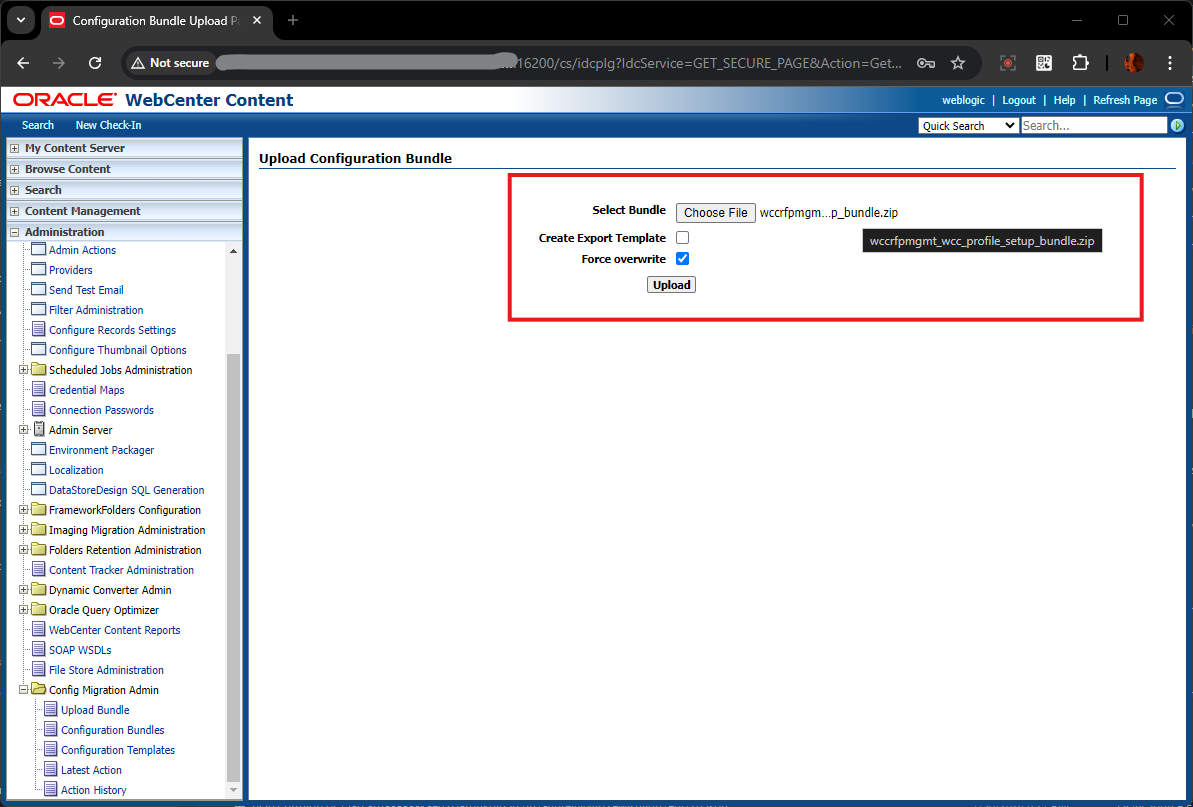 Configuration Bundle Upload P
Not secure
16200/cs/idcplg?IdcService=GET_SECURE_PAGE&Action=Get...
ORACLE WebCenter Content
weblogic | Logout | Help | Refresh Page
Search New Check-In
Quick Search Search...
My Content Server
Browse Content
Search
Content Management
Administration
Admin Actions
Providers
Send Test Email
Filter Administration
Configure Records Settings
Configure Thumbnail Options
Scheduled Jobs Administration
Credential Maps
Connection Passwords
Admin Server
Environment Packager
Localization
DataStoreDesign SQL Generation
FrameworkFolders Configuration
Imaging Migration Administration
Folders Retention Administration
Content Tracker Administration
Dynamic Converter Admin
Oracle Query Optimizer
WebCenter Content Reports
SOAP WSDLs
File Store Administration
Config Migration Admin
Upload Bundle
Configuration Bundles
Configuration Templates
Latest Action
Action History
Upload Configuration Bundle
Select Bundle Choose File wccrfpmgm...p_bundle.zip
Create Export Template
wccrfpmgmt_wcc_profile_setup_bundle.zip
Force overwrite
Upload